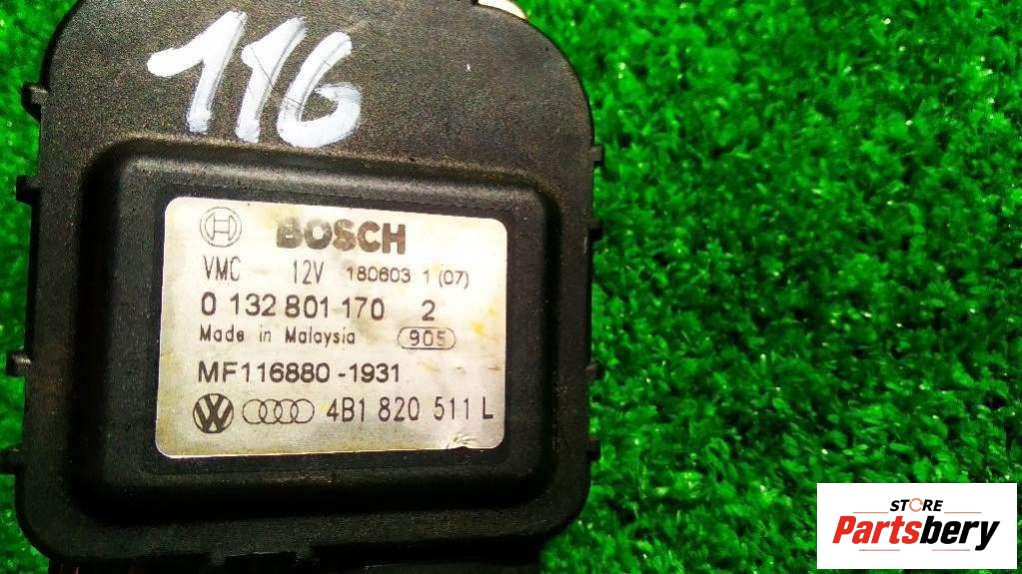 116
BOSCH
VMC 12V 180603 1 (07)
0 132 801 170 2
Made in Malaysia 905
MF116880 -1931
4B1 820 511 L
STORE
Partsbery